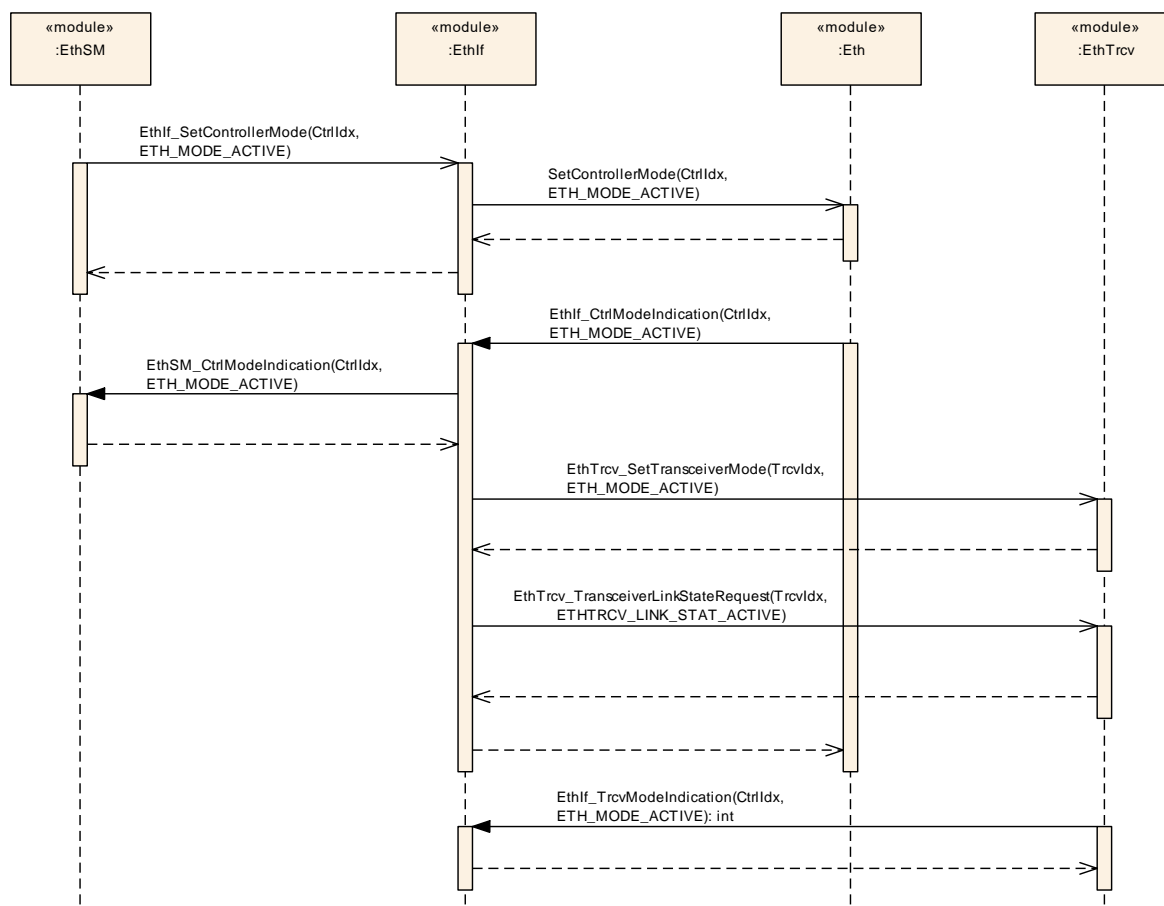 «module»
:EthSM
«module»
:EthIf
«module»
:Eth
«module»
:EthTrcv
EthIf_SetControllerMode(CtrlIdx,
ETH_MODE_ACTIVE)
SetControllerMode(CtrlIdx,
ETH_MODE_ACTIVE)
EthIf_CtrlModeIndication(CtrlIdx,
ETH_MODE_ACTIVE)
EthSM_CtrlModeIndication(CtrlIdx,
ETH_MODE_ACTIVE)
EthTrcv_SetTransceiverMode(TrcvIdx,
ETH_MODE_ACTIVE)
EthTrcv_TransceiverLinkStateRequest(TrcvIdx,
ETHTRCV_LINK_STAT_ACTIVE)
EthIf_TrcvModeIndication(CtrlIdx,
ETH_MODE_ACTIVE): int